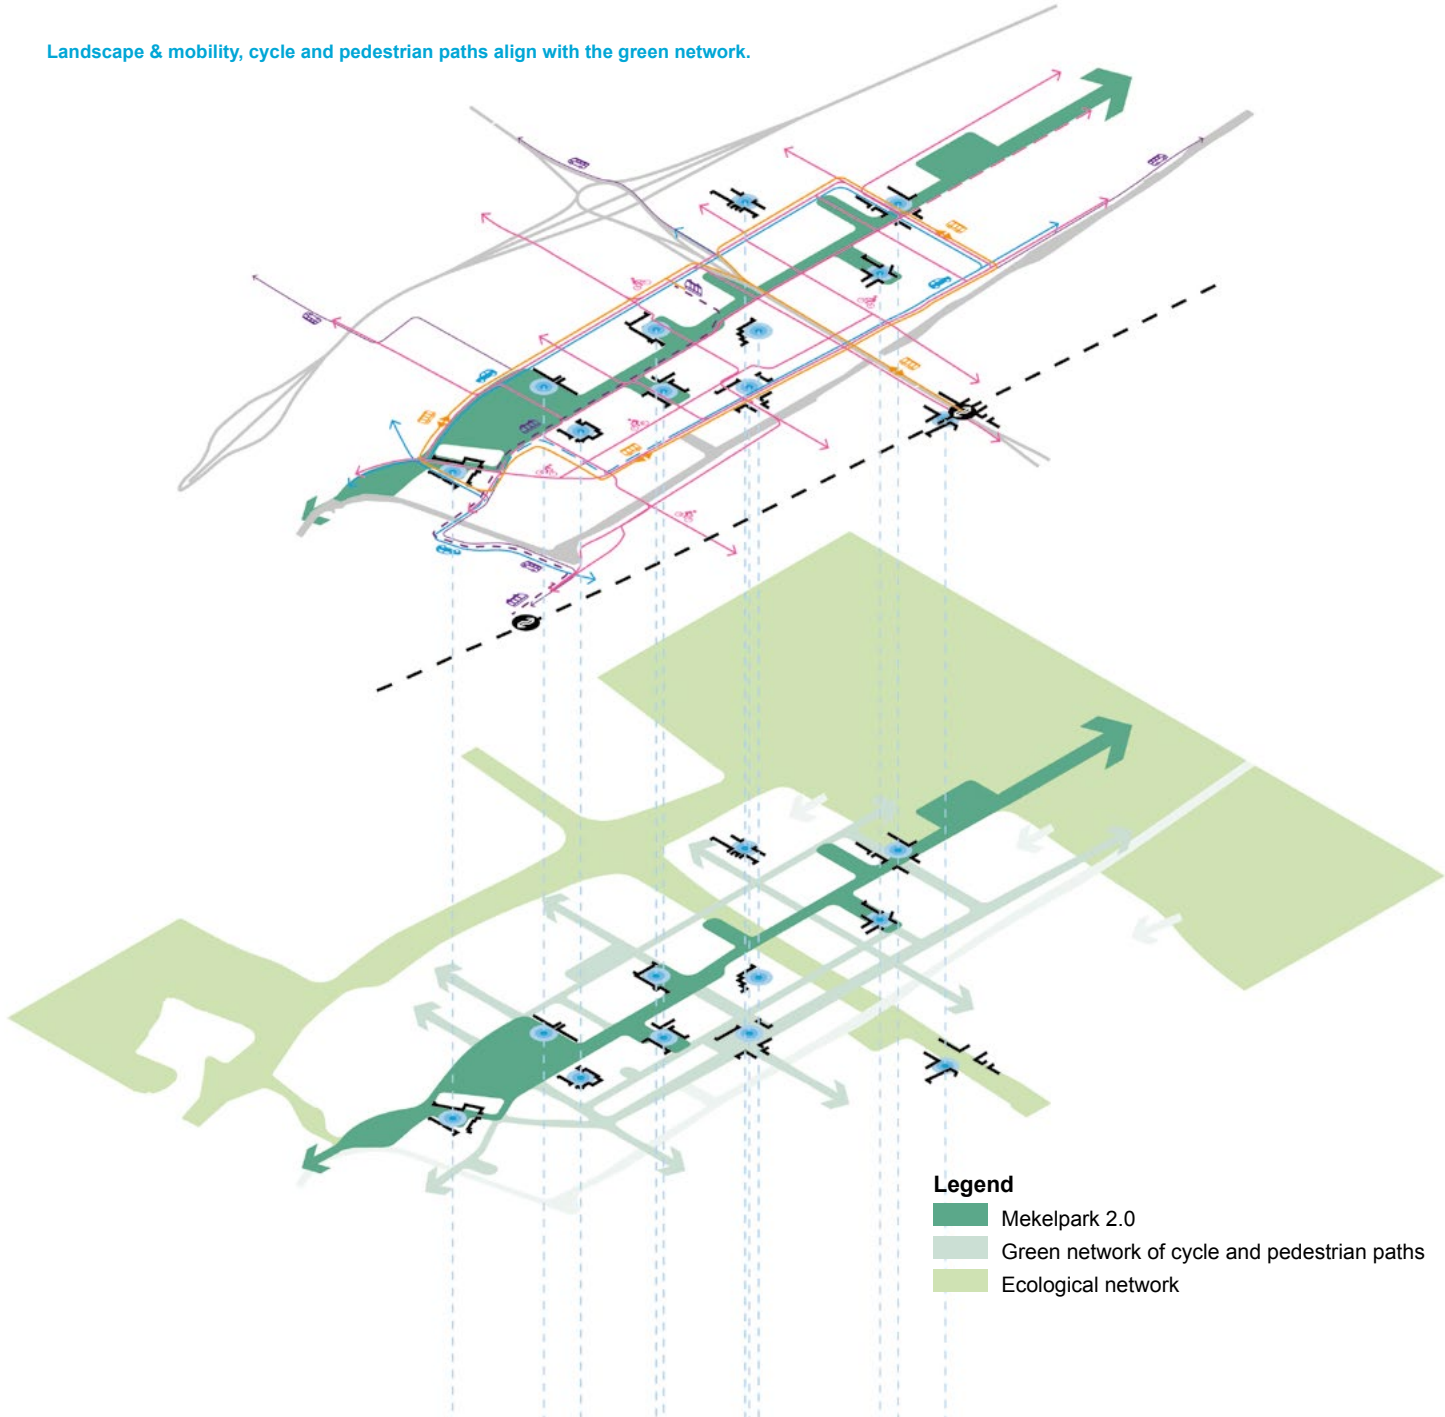 Landscape & mobility, cycle and pedestrian paths align with the green network.
Legend
Mekelpark 2.0
Green network of cycle and pedestrian paths
Ecological network